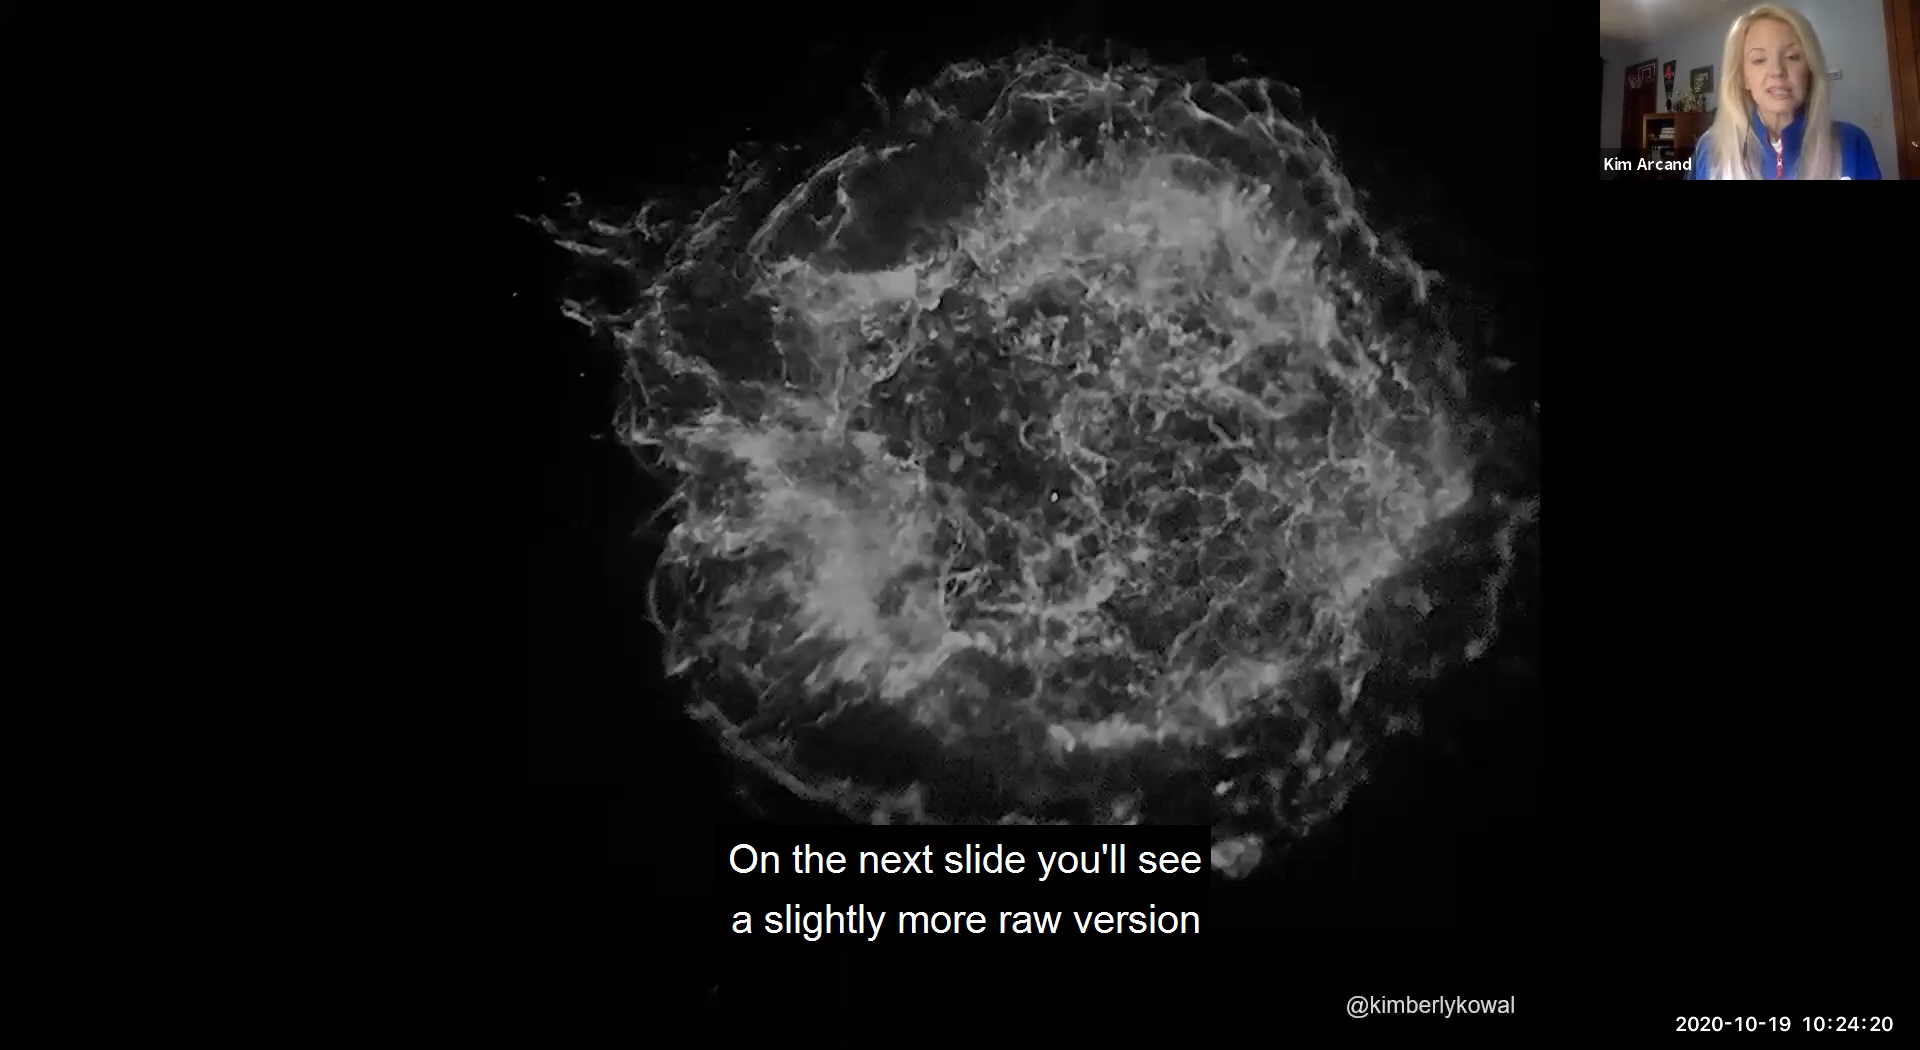 Kim Arcand
On the next slide you'll see
a slightly more raw version
@kimberlykowal
2020-10-19 10:24:20